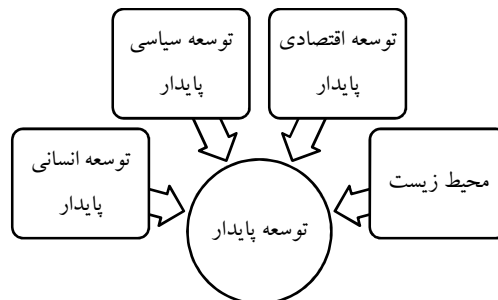 توسعه اقتصادی
پایدار
توسعه سیاسی
پایدار
محیط زیست
توسعه انسانی
پایدار
توسعه پایدار